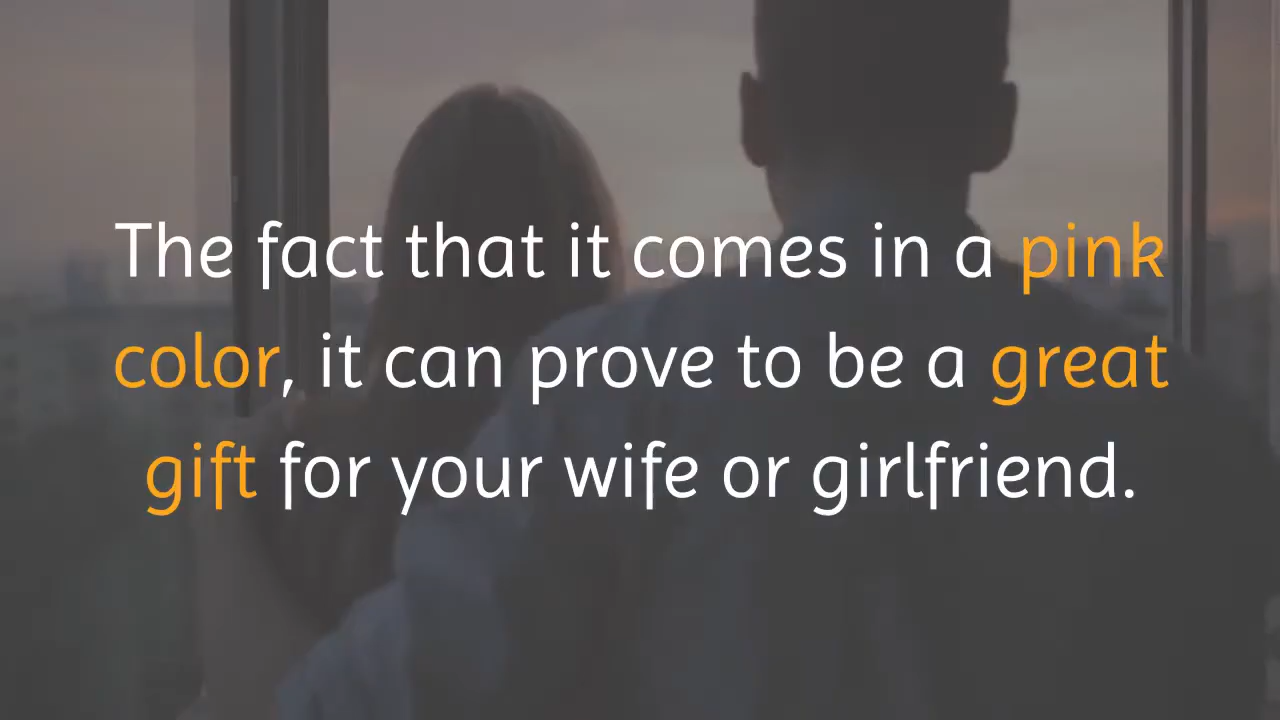 The fact that it comes in a pink
color, it can prove to be a great
gift for your wife or girlfriend.